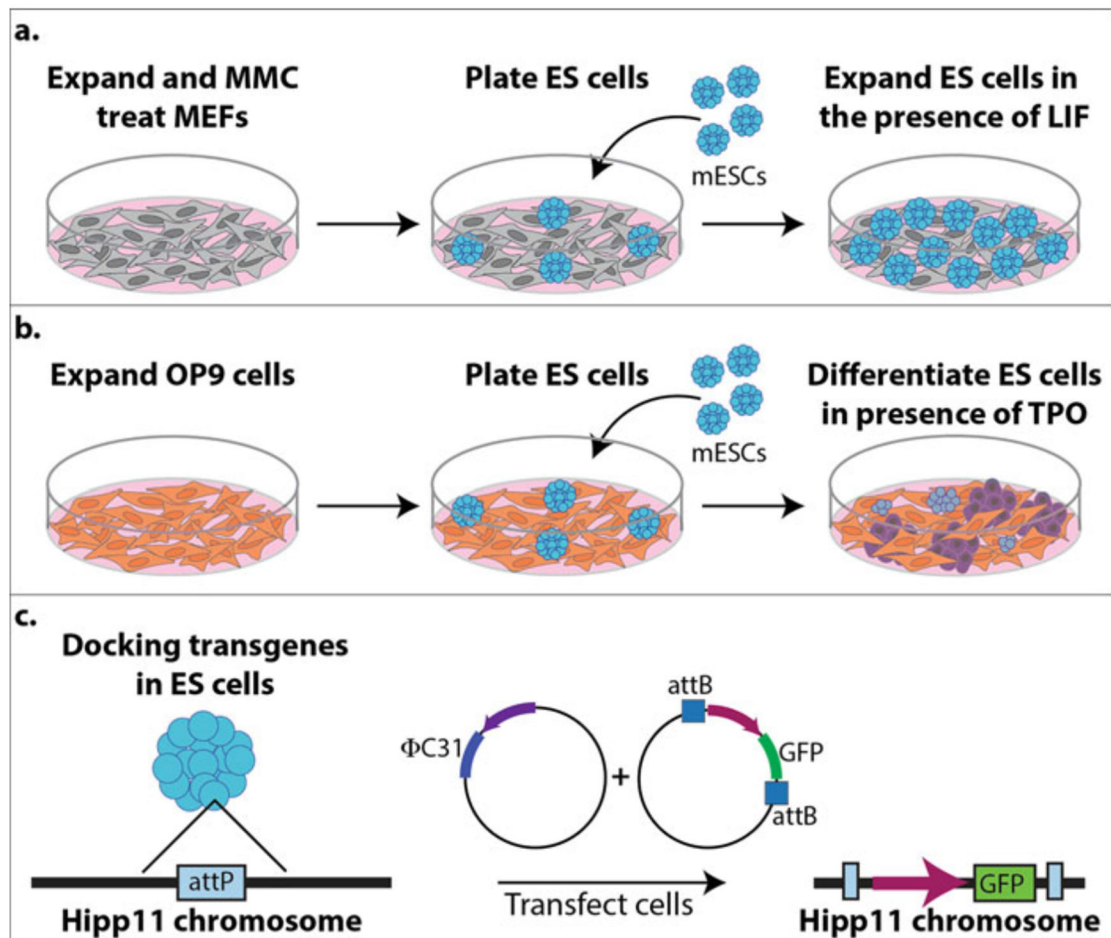 a.
Expand and MMC
treat MEFs
Plate ES cells
mESCs
Expand ES cells in
the presence of LIF
b.
Expand OP9 cells
Plate ES cells
mESCs
Differentiate ES cells
in presence of TPO
c.
Docking transgenes
in ES cells
attP
Hipp11 chromosome
ΦC31
+
attB
GFP
attB
Transfect cells
GFP
Hipp11 chromosome